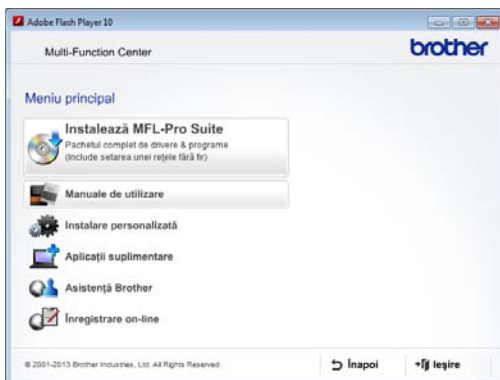 Adobe Flash Player 10
Multi-Function Center
brother
Meniu principal
Instalează MFL-Pro Suite
Pachetul complet de drivere & programe
(Include setarea unei rețele fără fir)
Manuale de utilizare
Instalare personalizată
Aplicații suplimentare
Asistență Brother
Înregistrare on-line
© 2001-2013 Brother Industries, Ltd. All Rights Reserved.
Înapoi
Ieşire